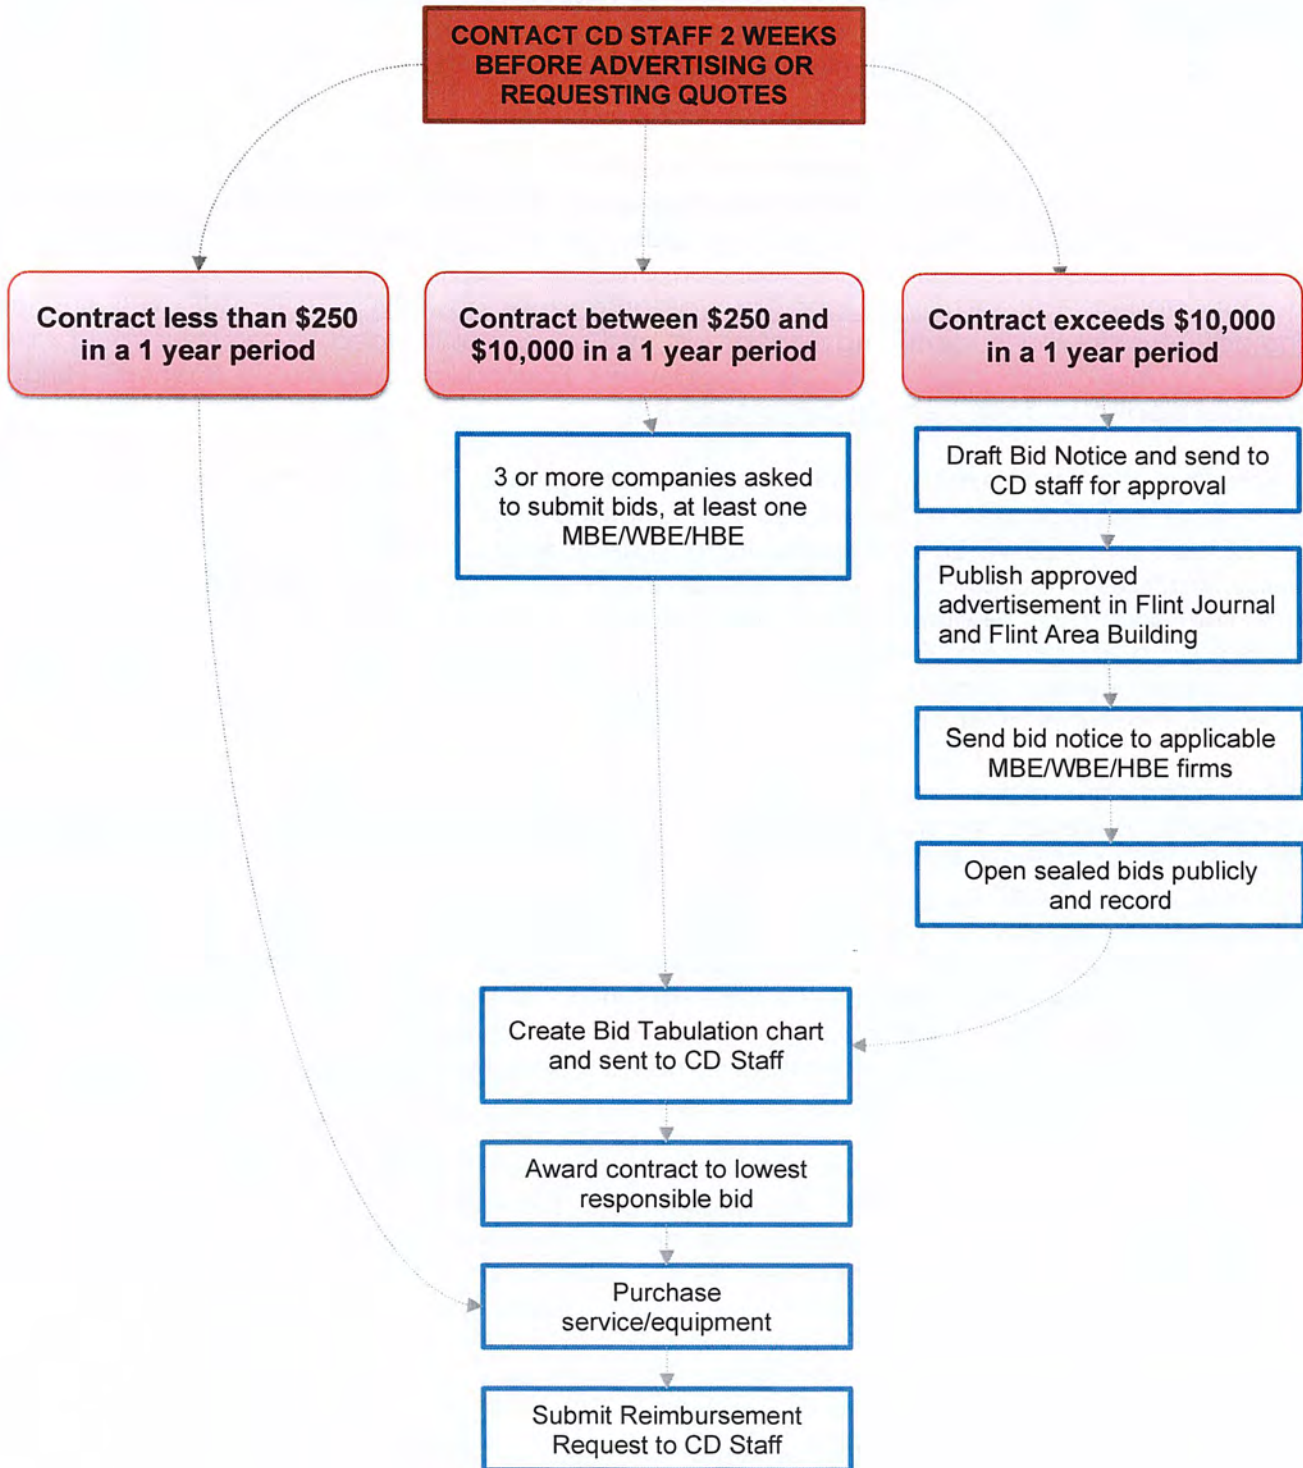 CONTACT CD STAFF 2 WEEKS
BEFORE ADVERTISING OR
REQUESTING QUOTES
Contract less than $250
in a 1 year period
Contract between $250 and
$10,000 in a 1 year period
Contract exceeds $10,000
in a 1 year period
3 or more companies asked
to submit bids, at least one
MBE/WBE/HBE
Draft Bid Notice and send to
CD staff for approval
Publish approved
advertisement in Flint Journal
and Flint Area Building
Send bid notice to applicable
MBE/WBE/HBE firms
Open sealed bids publicly
and record
Create Bid Tabulation chart
and sent to CD Staff
Award contract to lowest
responsible bid
Purchase
service/equipment
Submit Reimbursement
Request to CD Staff